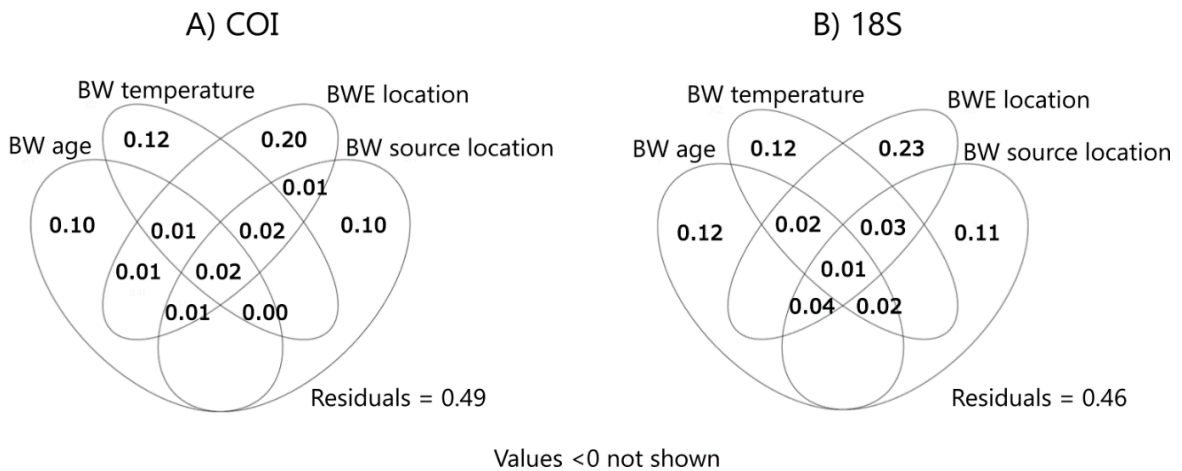 A) COI
BW temperature
BWE location
BW age
BW source location
0.12
0.20
0.01
0.10
0.01
0.02
0.10
0.01
0.02
0.01
0.00
Residuals = 0.49
B) 18S
BW temperature
BWE location
BW age
BW source location
0.12
0.23
0.12
0.02
0.03
0.11
0.01
0.04
0.02
Residuals = 0.46
Values <0 not shown